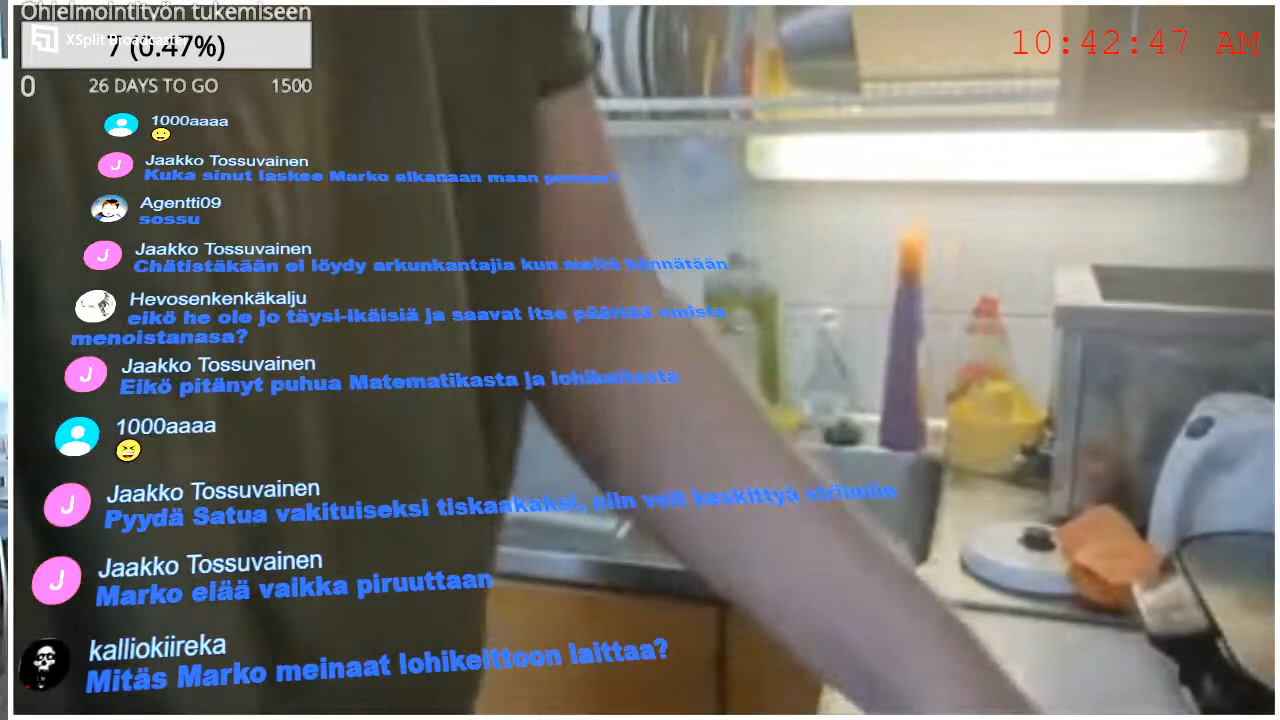 Ohjelmointityön tukemiseen
XSplit Broadcaster
7 (0.47%)
10:42:47 AM
0 26 DAYS TO GO 1500
1000aaaa
J Jaakko Tossuvainen
Kuka sinut laskee Marko alkanaan maan
Agentti09
sossu
J Jaakko Tossuvainen
Chätistäkään ei löydy arkunkantajia kun meitä kännätään
Hevosenkenkäkalju
eikö he ole jo täysi-ikäisiä ja saavat itse päättää omista
menoistanasa?
J Jaakko Tossuvainen
Eikö pitänyt puhua Matematikasta ja lohikeitosta
1000aaaa
J Jaakko Tossuvainen
Pyydä Satua vakituiseksi tiskaakaksi, niin voit keskittyä striimiin
J Jaakko Tossuvainen
Marko elää vaikka piruuttaan
kalliokiireka
Mitäs Marko meinaat lohikeittoon laittaa?